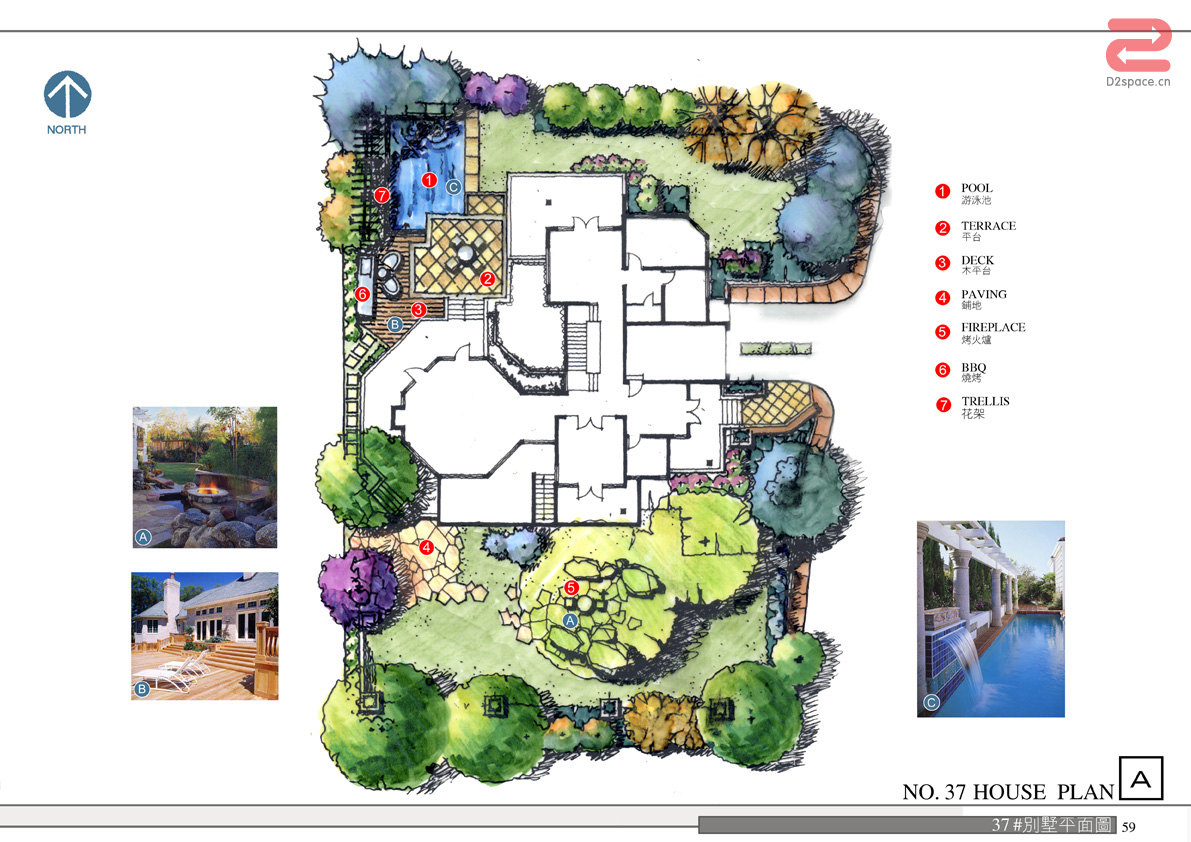 D2space.cn
NORTH
1 POOL
游泳池
2 TERRACE
平台
3 DECK
木平台
4 PAVING
鋪地
5 FIREPLACE
烤火爐
6 BBQ
燒烤
7 TRELLIS
花架
1
C
7
2
6
3
B
4
5
A
A
B
C
NO. 37 HOUSE PLAN A
37#別墅平面圖 59